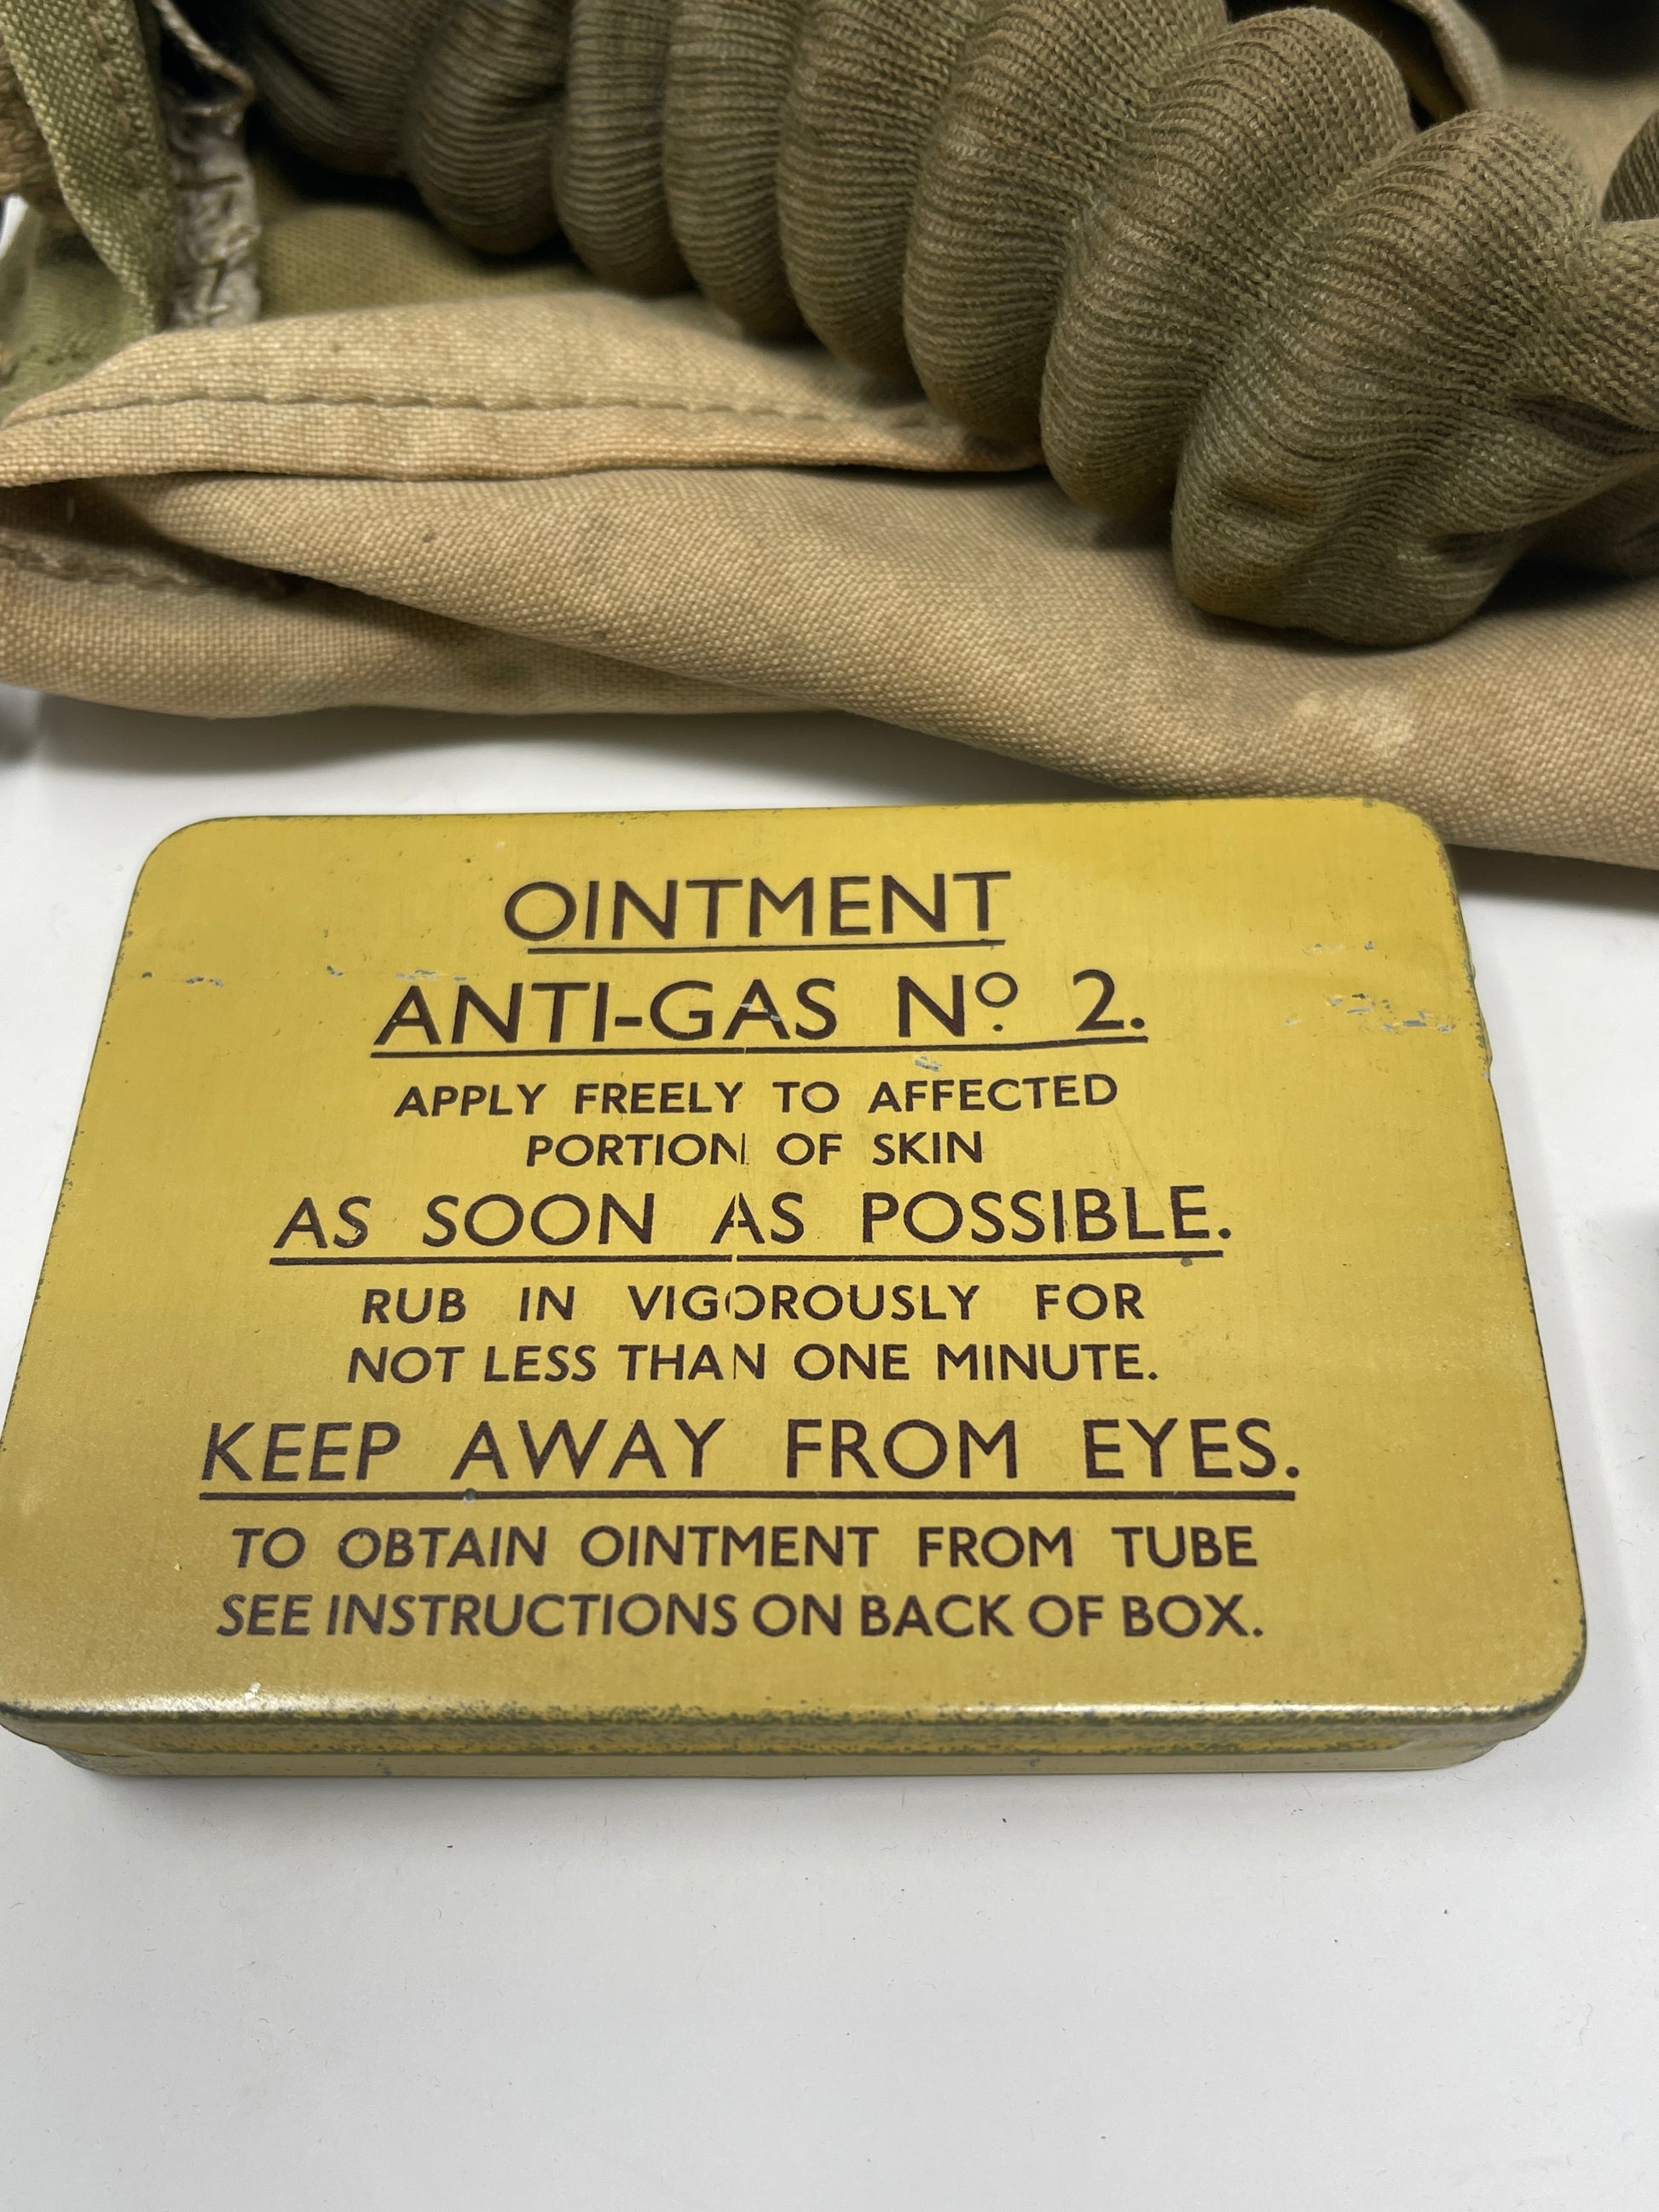 OINTMENT
ANTI-GAS Nº 2.
APPLY FREELY TO AFFECTED
PORTION OF SKIN
AS SOON AS POSSIBLE.
RUB IN VIGOROUSLY FOR
NOT LESS THAN ONE MINUTE.
KEEP AWAY FROM EYES.
TO OBTAIN OINTMENT FROM TUBE
SEE INSTRUCTIONS ON BACK OF BOX.